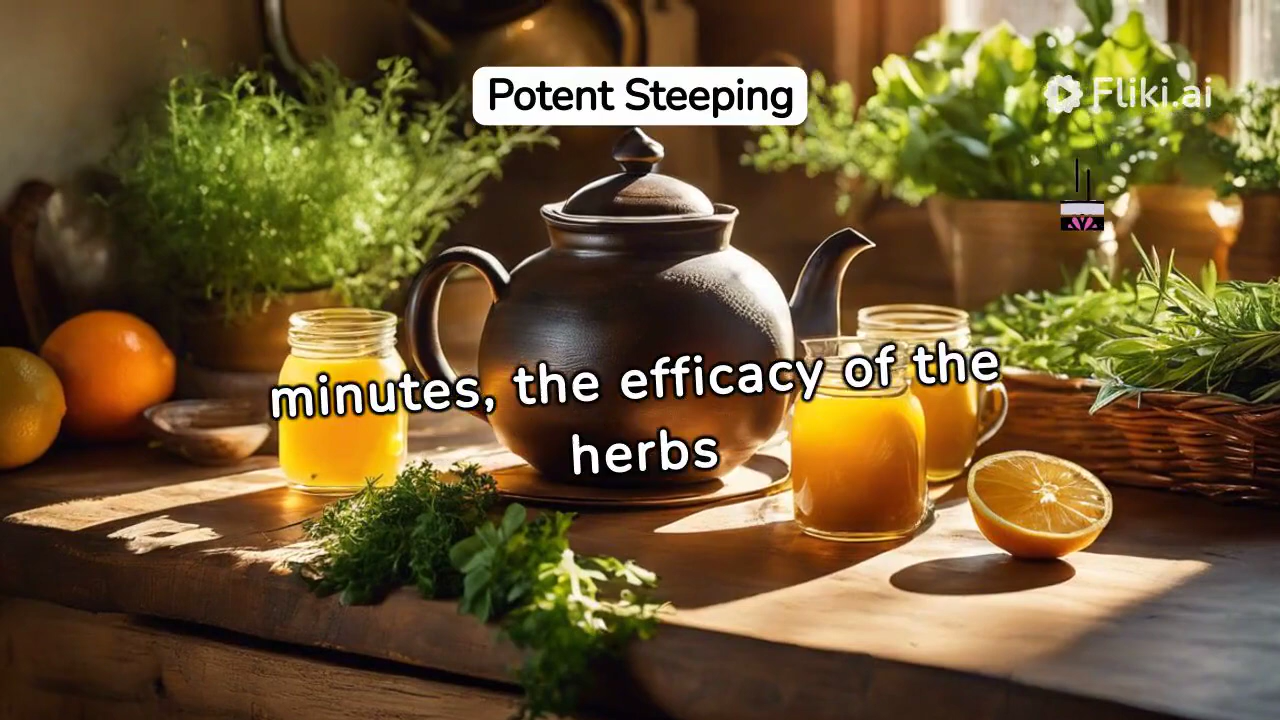 Potent Steeping
Fliki.ai
minutes, the efficacy of the
herbs